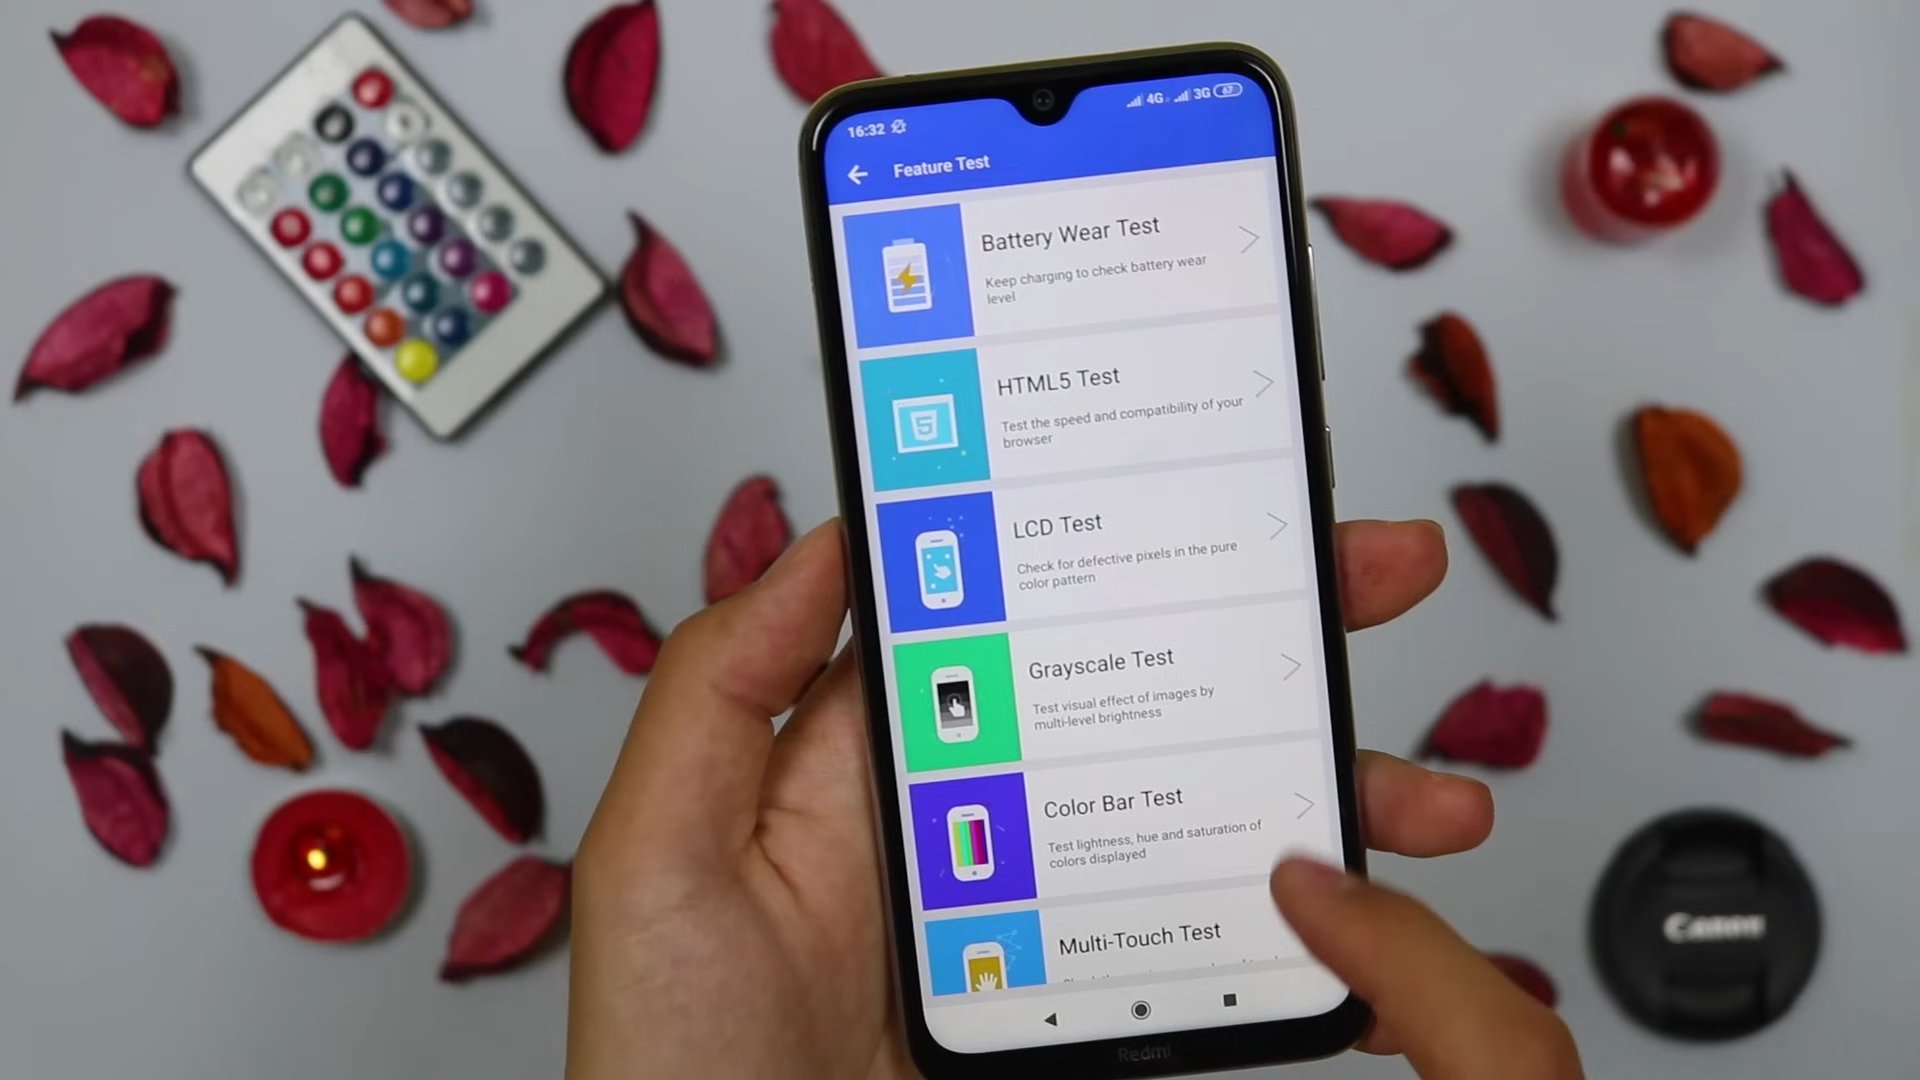 16:32
4G 3G 67
Feature Test
Battery Wear Test
Keep charging to check battery wear
level
HTML5 Test
Test the speed and compatibility of your
browser
5
LCD Test
Check for defective pixels in the pure
color pattern
Grayscale Test
Test visual effect of images by
multi-level brightness
Color Bar Test
Test lightness, hue and saturation of
colors displayed
Multi-Touch Test
Redmi
Canon